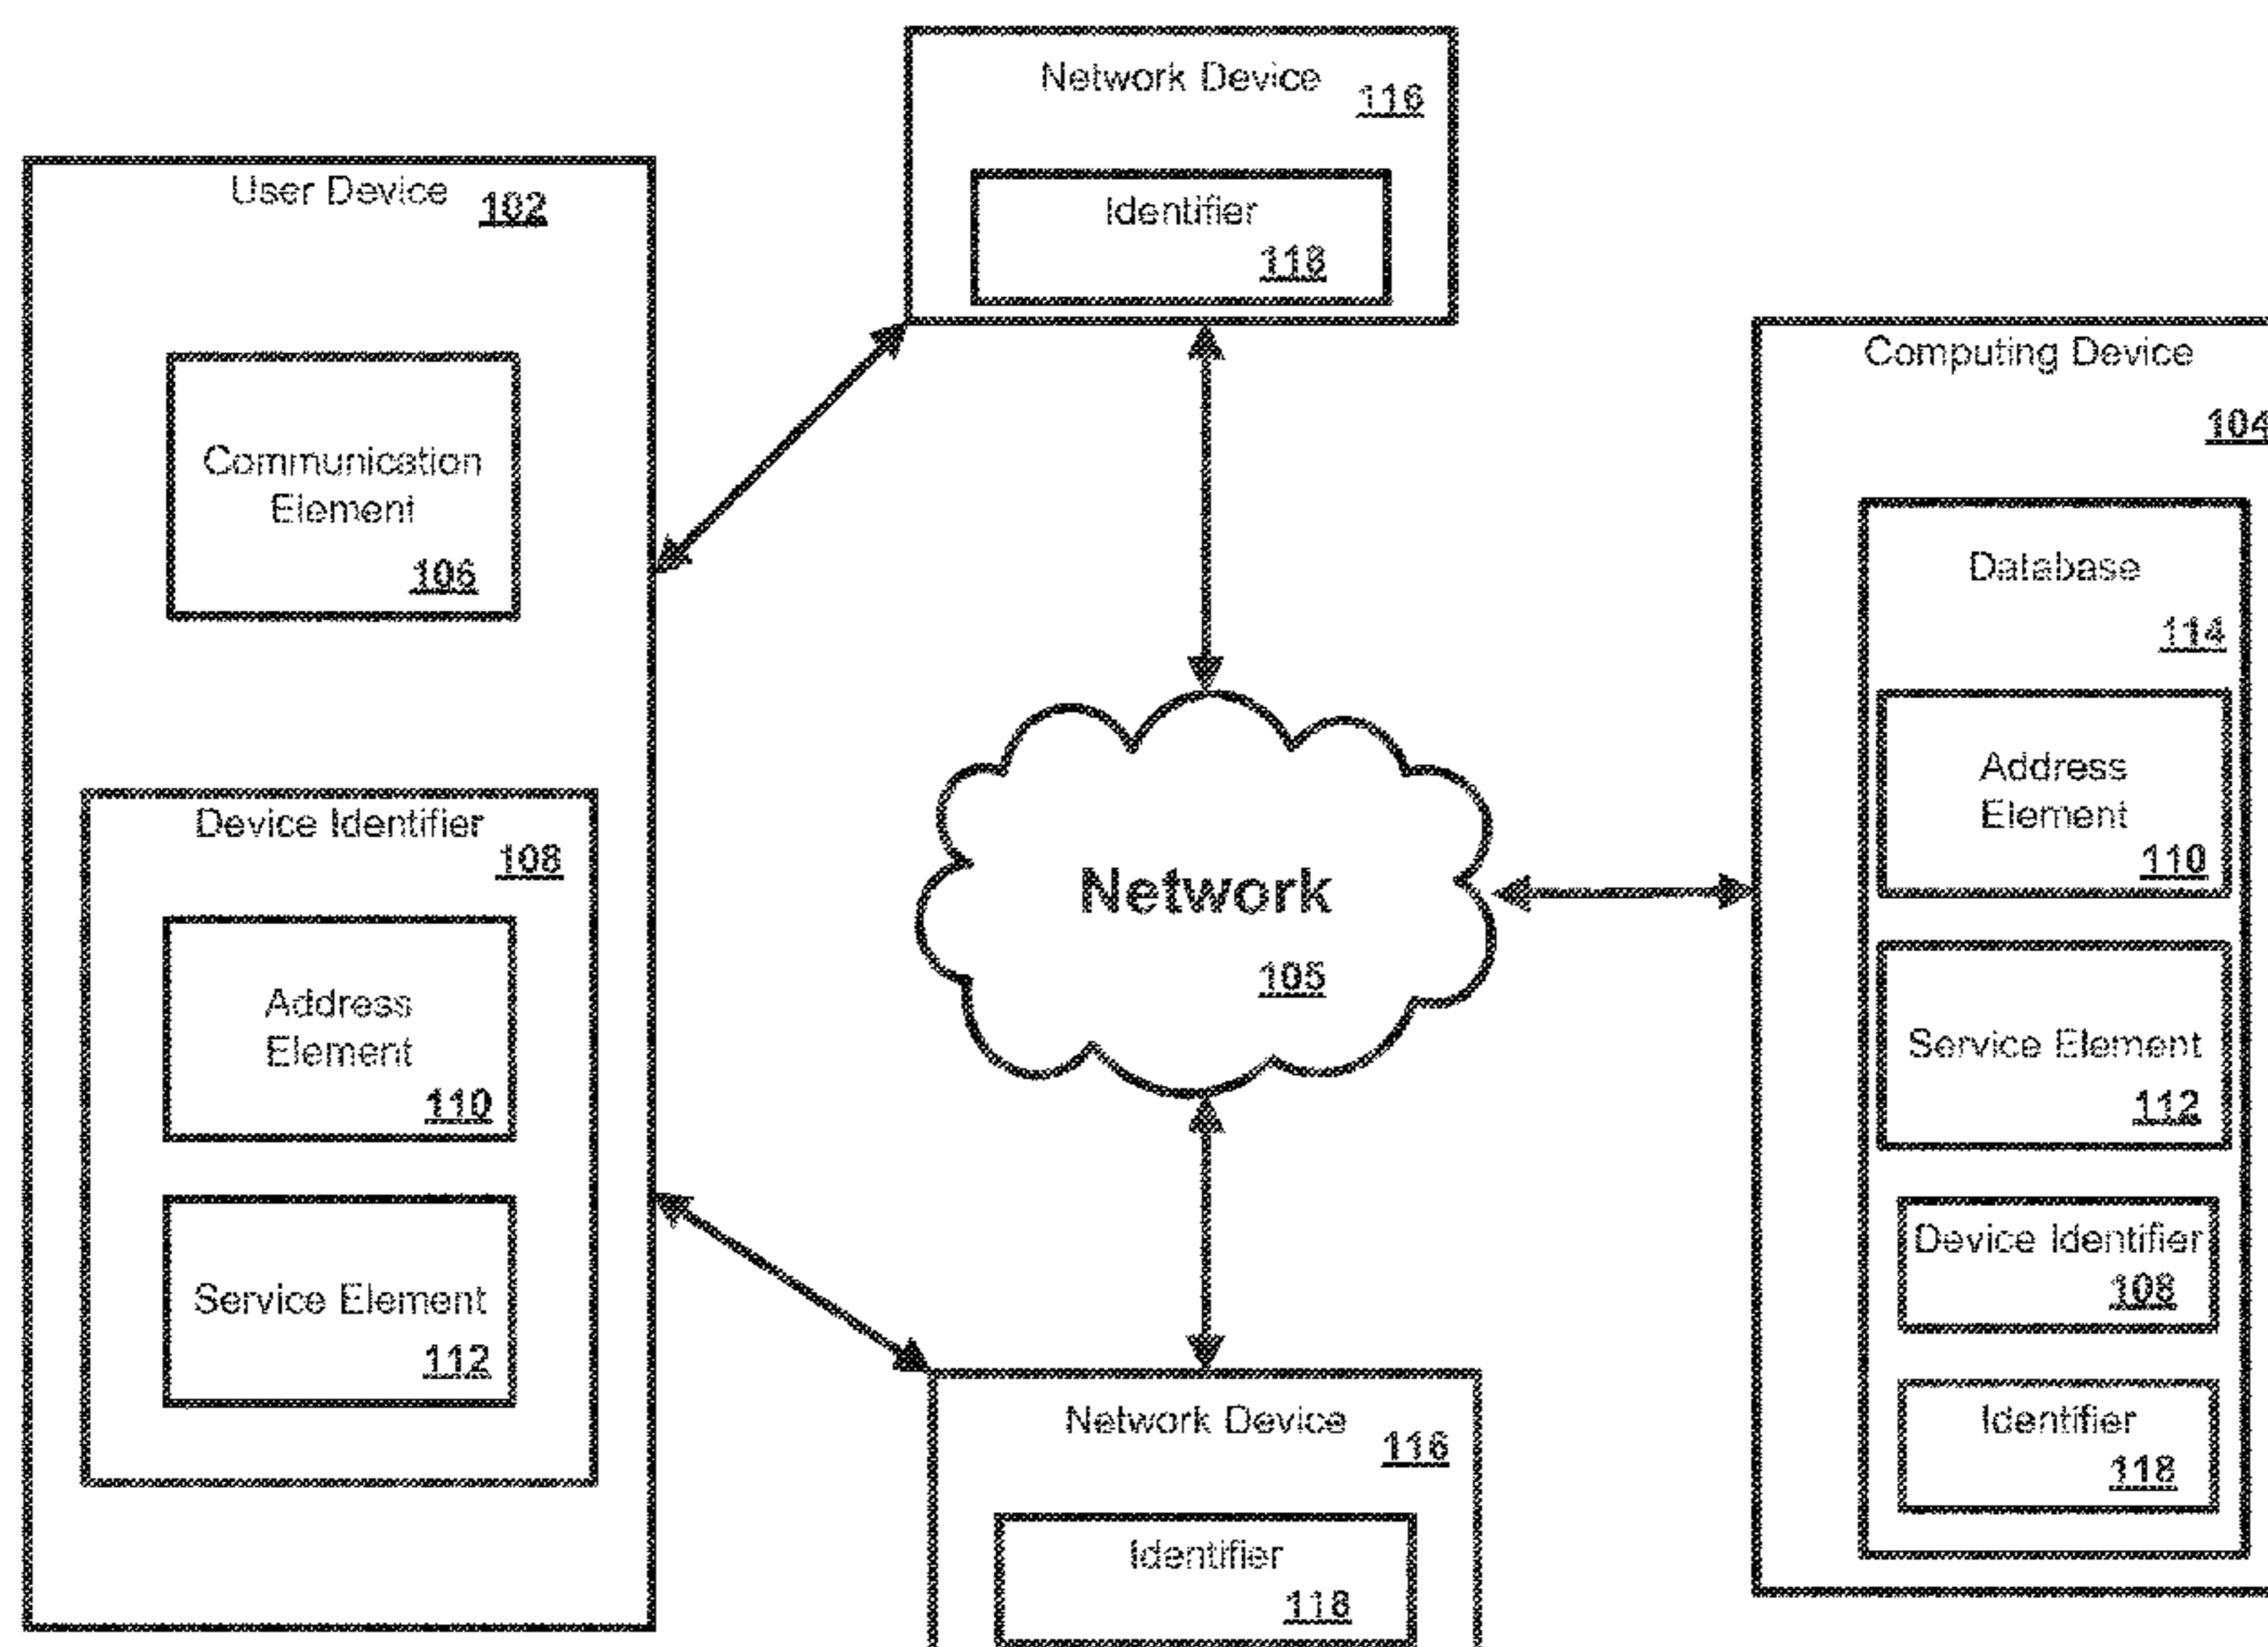 Network Device
116
Identifier
118
User Device
102
Communication
Element
106
Device Identifier
108
Address
Element
110
Service Element
112
Network
105
Network Device
116
Identifier
118
Computing Device
104
Database
114
Address
Element
110
Service Element
112
Device Identifier
108
Identifier
118